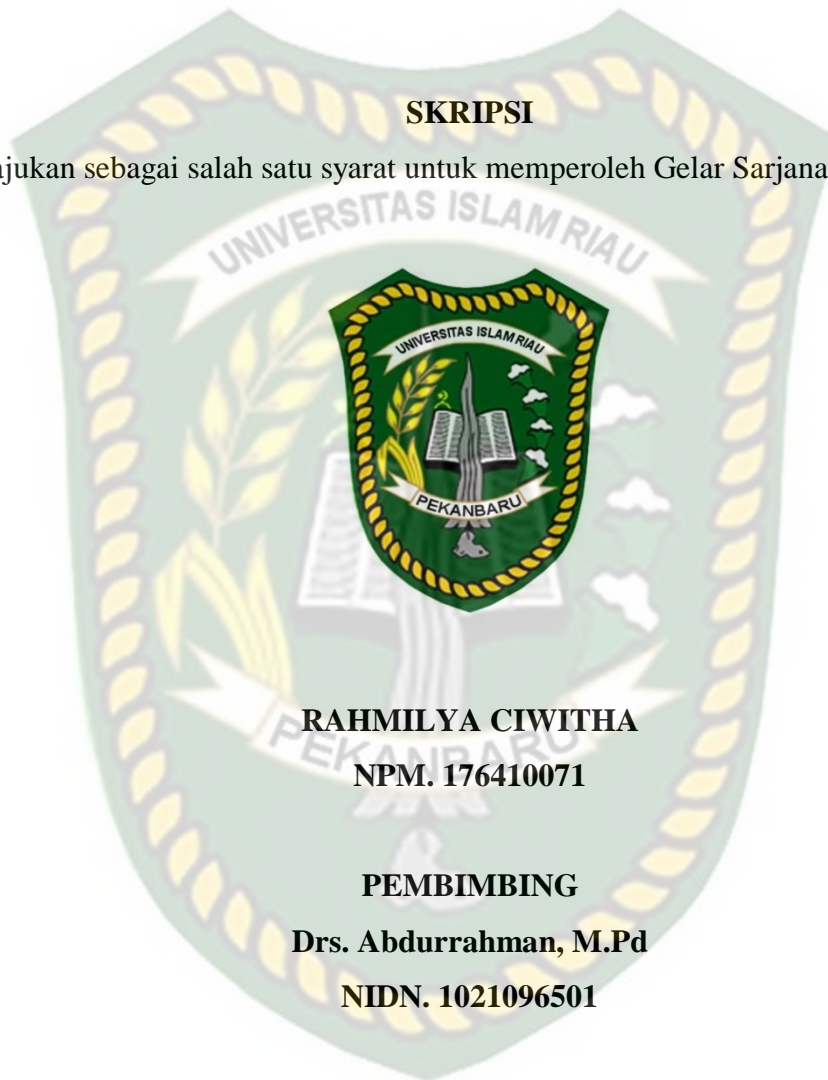 SKRIPSI
ajukan sebagai salah satu syarat untuk memperoleh Gelar Sarjana
UNIVERSITAS ISLAM RIAU
UNIVERSITAS ISLAM RIAU
PEKANBARU
RAHMILYA CIWITHA
PEKANBARU
NPM. 176410071
PEMBIMBING
Drs. Abdurrahman, M.Pd
NIDN. 1021096501